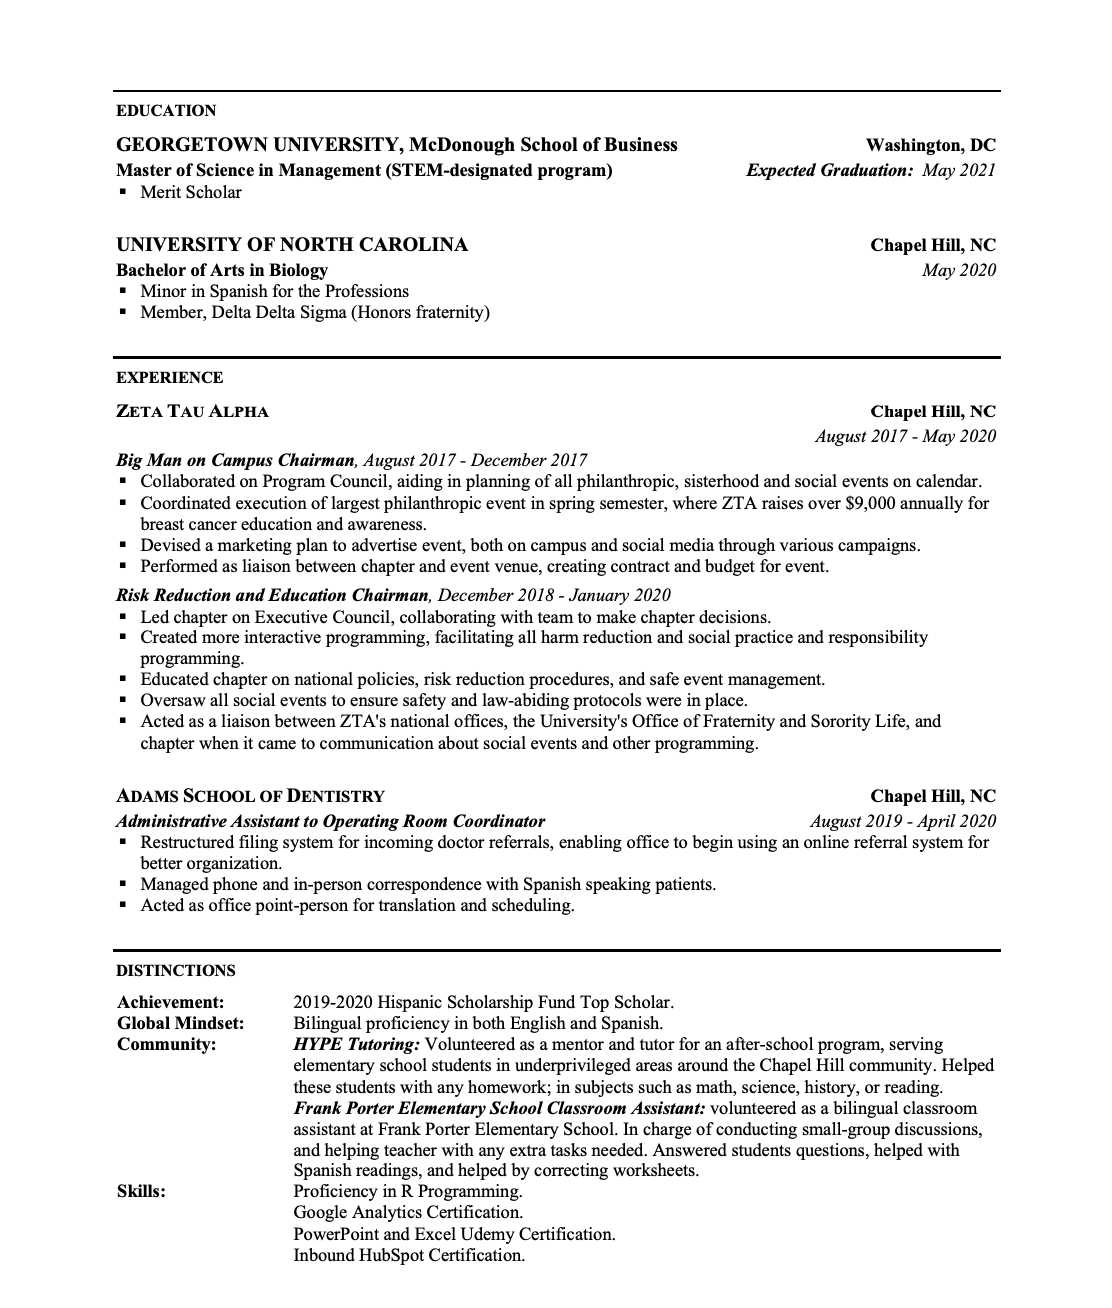 EDUCATION
GEORGETOWN UNIVERSITY, McDonough School of Business Washington, DC
Master of Science in Management (STEM-designated program) Expected Graduation: May 2021
▪ Merit Scholar
UNIVERSITY OF NORTH CAROLINA Chapel Hill, NC
Bachelor of Arts in Biology May 2020
▪ Minor in Spanish for the Professions
▪ Member, Delta Delta Sigma (Honors fraternity)
EXPERIENCE
ZETA TAU ALPHA Chapel Hill, NC
August 2017 - May 2020
Big Man on Campus Chairman, August 2017 - December 2017
▪ Collaborated on Program Council, aiding in planning of all philanthropic, sisterhood and social events on calendar.
▪ Coordinated execution of largest philanthropic event in spring semester, where ZTA raises over $9,000 annually for
breast cancer education and awareness.
▪ Devised a marketing plan to advertise event, both on campus and social media through various campaigns.
▪ Performed as liaison between chapter and event venue, creating contract and budget for event.
Risk Reduction and Education Chairman, December 2018 - January 2020
▪ Led chapter on Executive Council, collaborating with team to make chapter decisions.
▪ Created more interactive programming, facilitating all harm reduction and social practice and responsibility
programming.
▪ Educated chapter on national policies, risk reduction procedures, and safe event management.
▪ Oversaw all social events to ensure safety and law-abiding protocols were in place.
▪ Acted as a liaison between ZTA's national offices, the University's Office of Fraternity and Sorority Life, and
chapter when it came to communication about social events and other programming.
ADAMS SCHOOL OF DENTISTRY Chapel Hill, NC
Administrative Assistant to Operating Room Coordinator August 2019 - April 2020
▪ Restructured filing system for incoming doctor referrals, enabling office to begin using an online referral system for
better organization.
▪ Managed phone and in-person correspondence with Spanish speaking patients.
▪ Acted as office point-person for translation and scheduling.
DISTINCTIONS
Achievement: 2019-2020 Hispanic Scholarship Fund Top Scholar.
Global Mindset: Bilingual proficiency in both English and Spanish.
Community: HYPE Tutoring: Volunteered as a mentor and tutor for an after-school program, serving
elementary school students in underprivileged areas around the Chapel Hill community. Helped
these students with any homework; in subjects such as math, science, history, or reading.
Frank Porter Elementary School Classroom Assistant: volunteered as a bilingual classroom
assistant at Frank Porter Elementary School. In charge of conducting small-group discussions,
and helping teacher with any extra tasks needed. Answered students questions, helped with
Spanish readings, and helped by correcting worksheets.
Skills: Proficiency in R Programming.
Google Analytics Certification.
PowerPoint and Excel Udemy Certification.
Inbound HubSpot Certification.